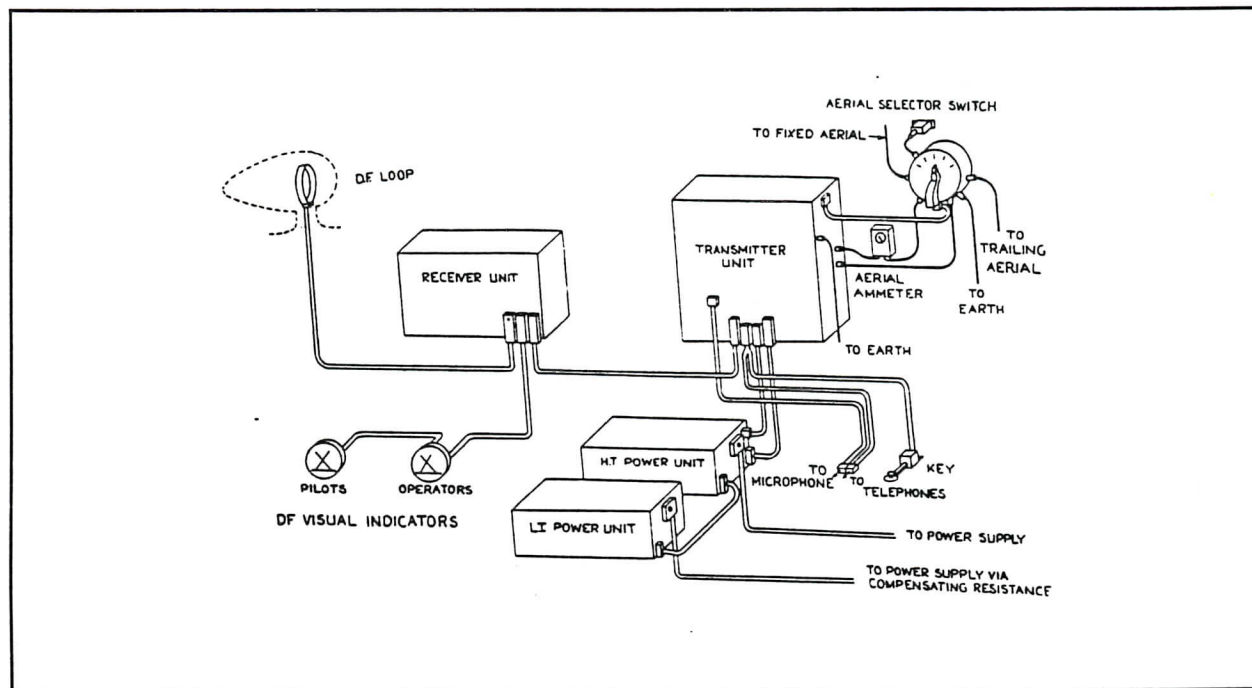 AERIAL SELECTOR SWITCH
TO FIXED AERIAL
D.F. LOOP
TO
TRAILING
AERIAL
TRANSMITTER
UNIT
RECEIVER UNIT
AERIAL
AMMETER
TO
EARTH
TO EARTH
H.T POWER UNIT
TO
MICROPHONE
TO
TELEPHONES
KEY
PILOTS
OPERATORS
DF VISUAL INDICATORS
L.T POWER UNIT
TO POWER SUPPLY
TO POWER SUPPLY VIA
COMPENSATING RESISTANCE